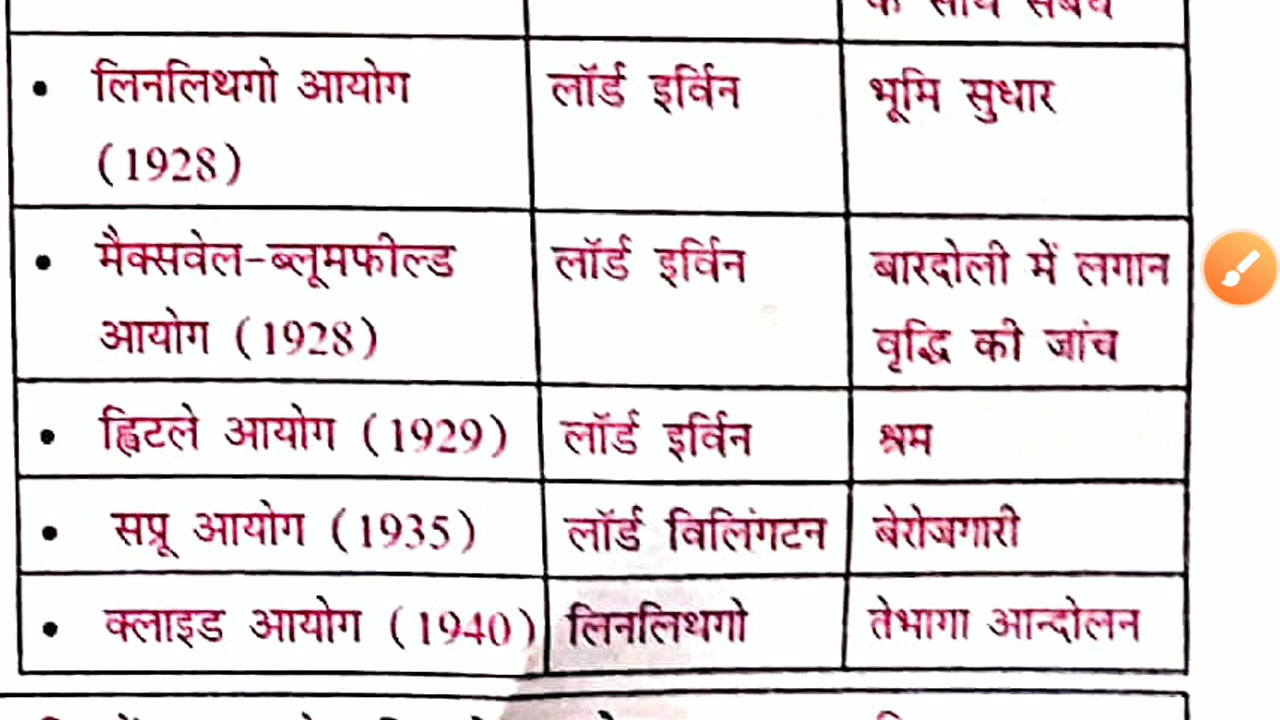 के साथ संबंध
• लिनलिथगो आयोग लॉर्ड इर्विन भूमि सुधार
(1928)
• मैक्सवेल-ब्लूमफील्ड लॉर्ड इर्विन बारदोली में लगान
आयोग (1928) वृद्धि की जांच
• ह्विटले आयोग (1929) लॉर्ड इर्विन श्रम
• सप्रू आयोग (1935) लॉर्ड विलिंगटन बेरोजगारी
• क्लाइड आयोग (1940) लिनलिथगो तेभागा आन्दोलन